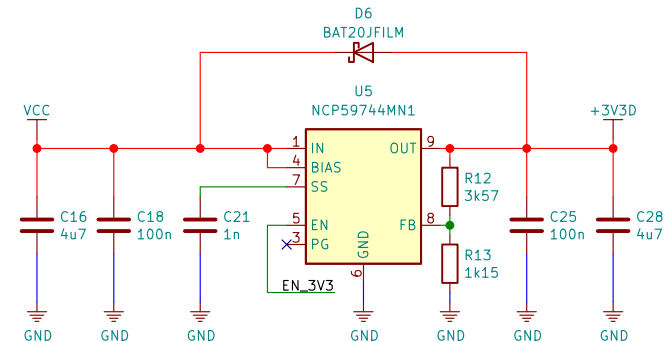 D6
BAT20JFILM
U5
NCP59744MN1
VCC
+3V3D
1 IN
4 BIAS
7 SS
5 EN
3 PG
OUT 9
FB 8
GND 6
R12
3k57
R13
1k15
C16
4u7
C18
100n
C21
1n
C25
100n
C28
4u7
EN_3V3
GND GND GND GND GND GND GND